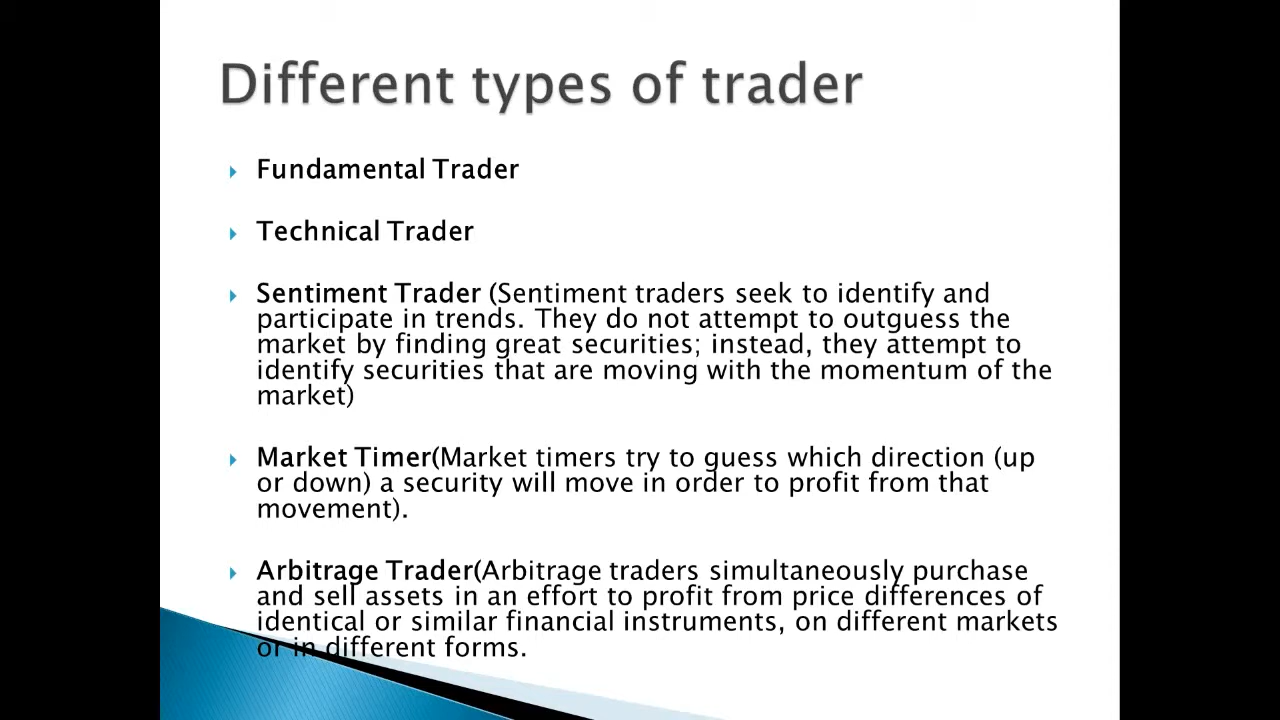 Different types of trader
Fundamental Trader
Technical Trader
Sentiment Trader (Sentiment traders seek to identify and
participate in trends. They do not attempt to outguess the
market by finding great securities; instead, they attempt to
identify securities that are moving with the momentum of the
market)
Market Timer(Market timers try to guess which direction (up
or down) a security will move in order to profit from that
movement).
Arbitrage Trader(Arbitrage traders simultaneously purchase
and sell assets in an effort to profit from price differences of
identical or similar financial instruments, on different markets
or in different forms.